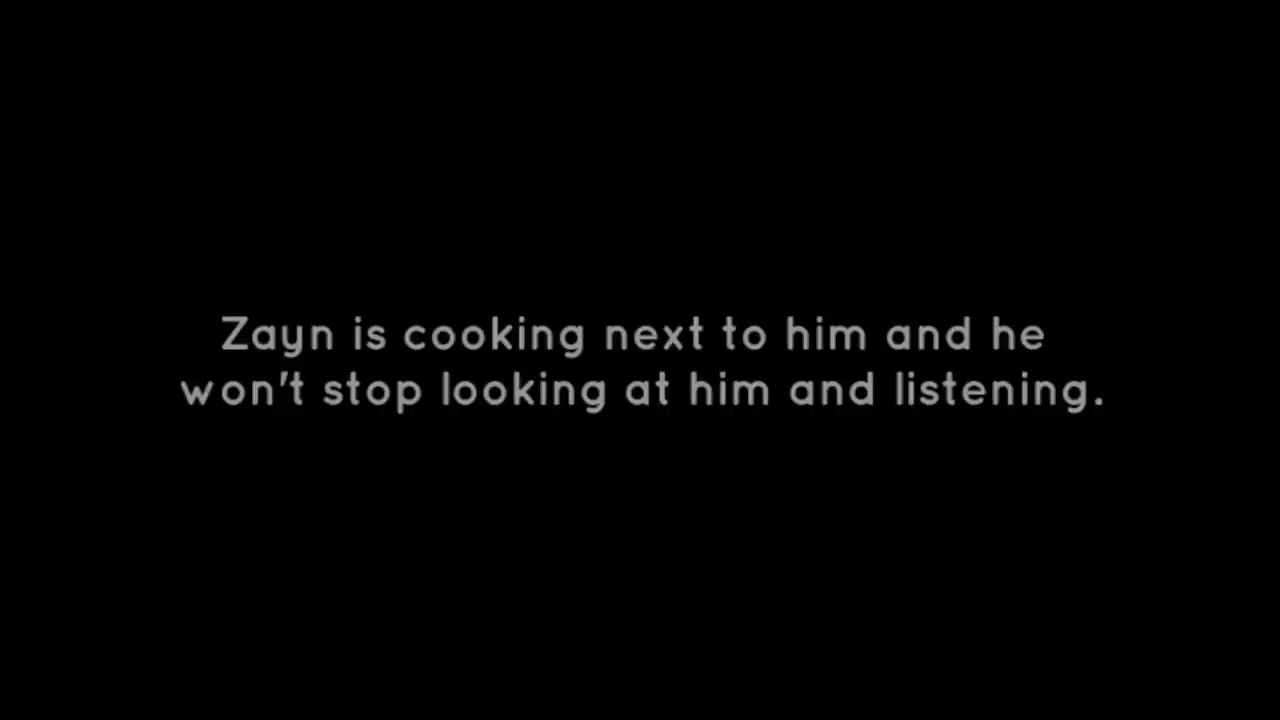 Zayn is cooking next to him and he
won't stop looking at him and listening.